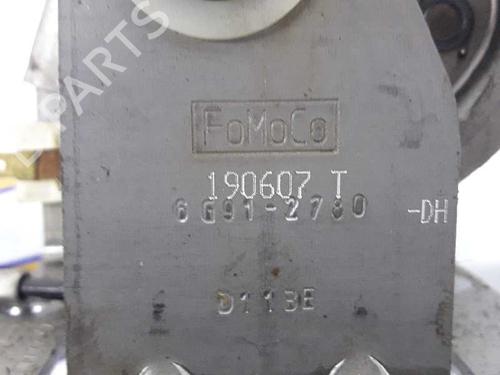 FoMoCo
190607 T
6G91-2780 -DH
D113E
B-PARTS